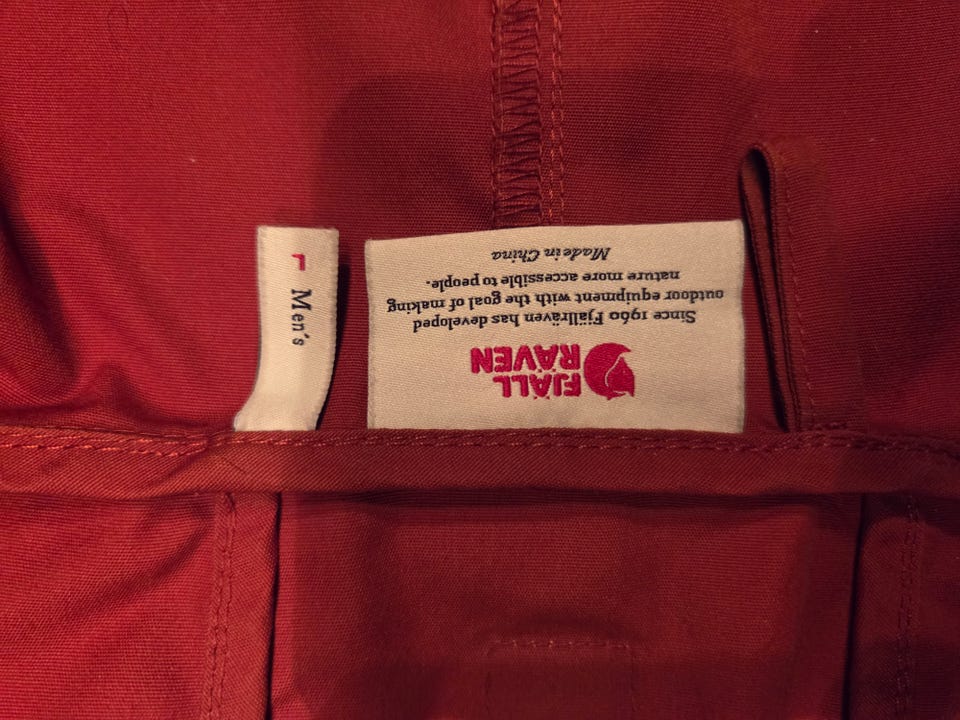 L
Men's
FJÄLL
RÄVEN
Since 1960 Fjällräven has developed
outdoor equipment with the goal of making
nature more accessible to people.
Made in China